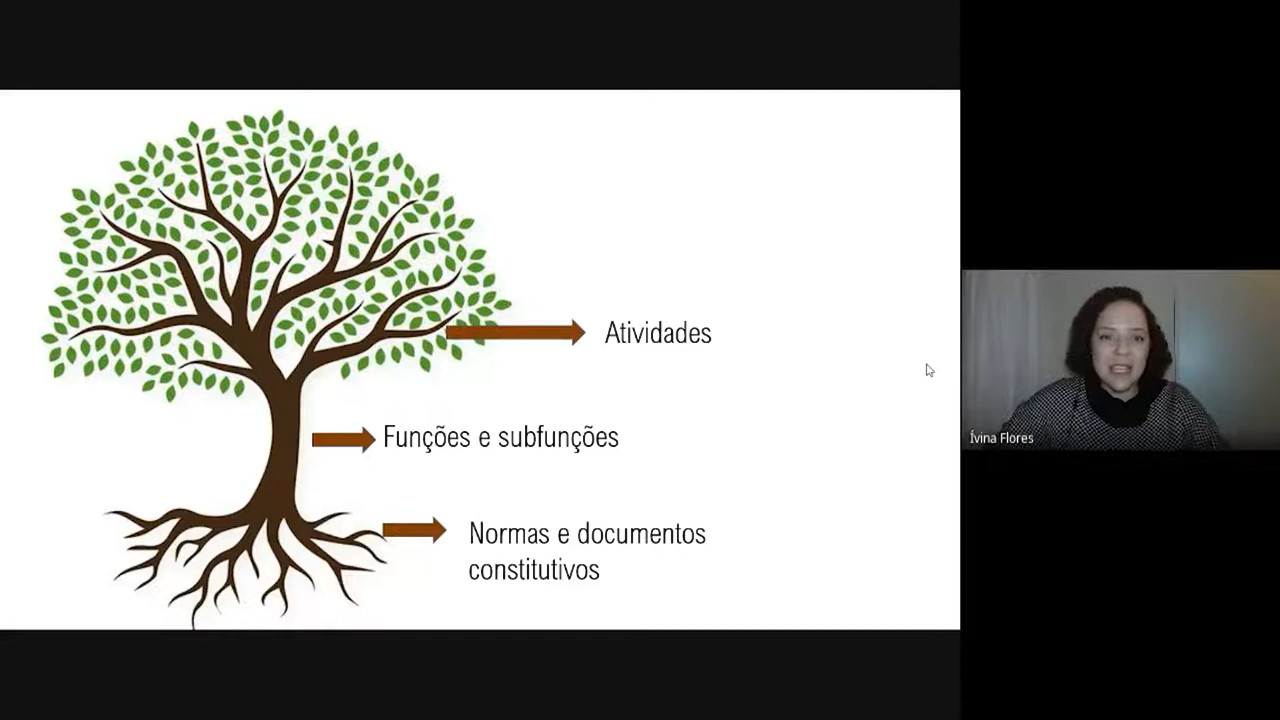 Atividades
Funções e subfunções
Ívina Flores
Normas e documentos
constitutivos